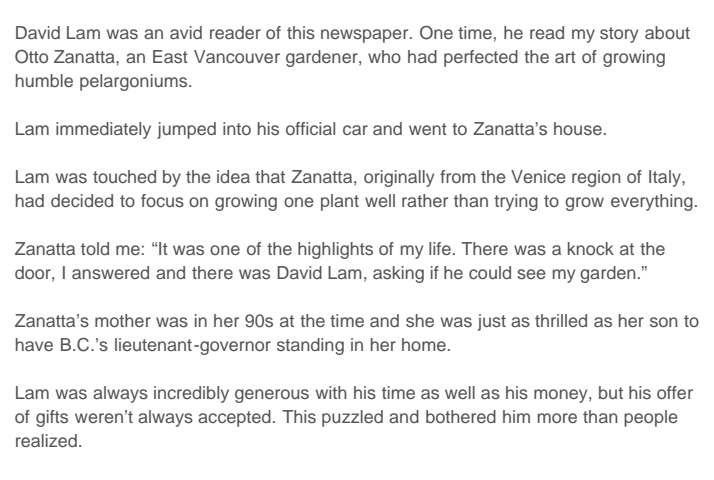 David Lam was an avid reader of this newspaper. One time, he read my story about
Otto Zanatta, an East Vancouver gardener, who had perfected the art of growing
humble pelargoniums.
Lam immediately jumped into his official car and went to Zanatta’s house.
Lam was touched by the idea that Zanatta, originally from the Venice region of Italy,
had decided to focus on growing one plant well rather than trying to grow everything.
Zanatta told me: “It was one of the highlights of my life. There was a knock at the
door, I answered and there was David Lam, asking if he could see my garden.”
Zanatta’s mother was in her 90s at the time and she was just as thrilled as her son to
have B.C.’s lieutenant-governor standing in her home.
Lam was always incredibly generous with his time as well as his money, but his offer
of gifts weren’t always accepted. This puzzled and bothered him more than people
realized.